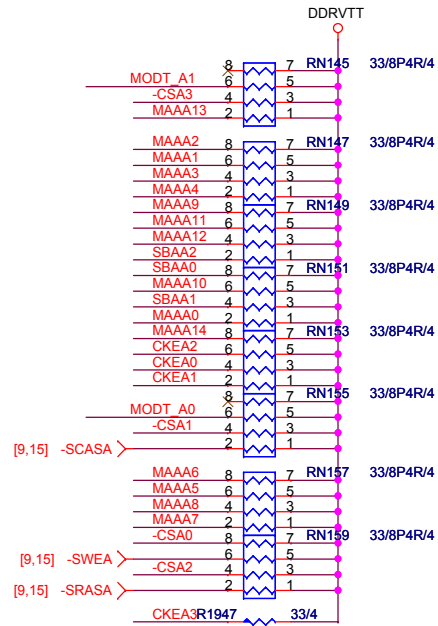 DDRVTT
8 7 RN145 33/8P4R/4
MODT_A1 6 5
-CSA3 4 3
MAAA13 2 1
MAAA2 8 7 RN147 33/8P4R/4
MAAA1 6 5
MAAA3 4 3
MAAA4 2 1
MAAA9 8 7 RN149 33/8P4R/4
MAAA11 6 5
MAAA12 4 3
SBAA2 2 1
SBAA0 8 7 RN151 33/8P4R/4
MAAA10 6 5
SBAA1 4 3
MAAA0 2 1
MAAA14 8 7 RN153 33/8P4R/4
CKEA2 6 5
CKEA0 4 3
CKEA1 2 1
8 7 RN155 33/8P4R/4
MODT_A0 6 5
-CSA1 4 3
[9,15] -SCASA 2 1
MAAA6 8 7 RN157 33/8P4R/4
MAAA5 6 5
MAAA8 4 3
MAAA7 2 1
-CSA0 8 7 RN159 33/8P4R/4
[9,15] -SWEA 6 5
-CSA2 4 3
[9,15] -SRASA 2 1
CKEA3 R1947 33/4